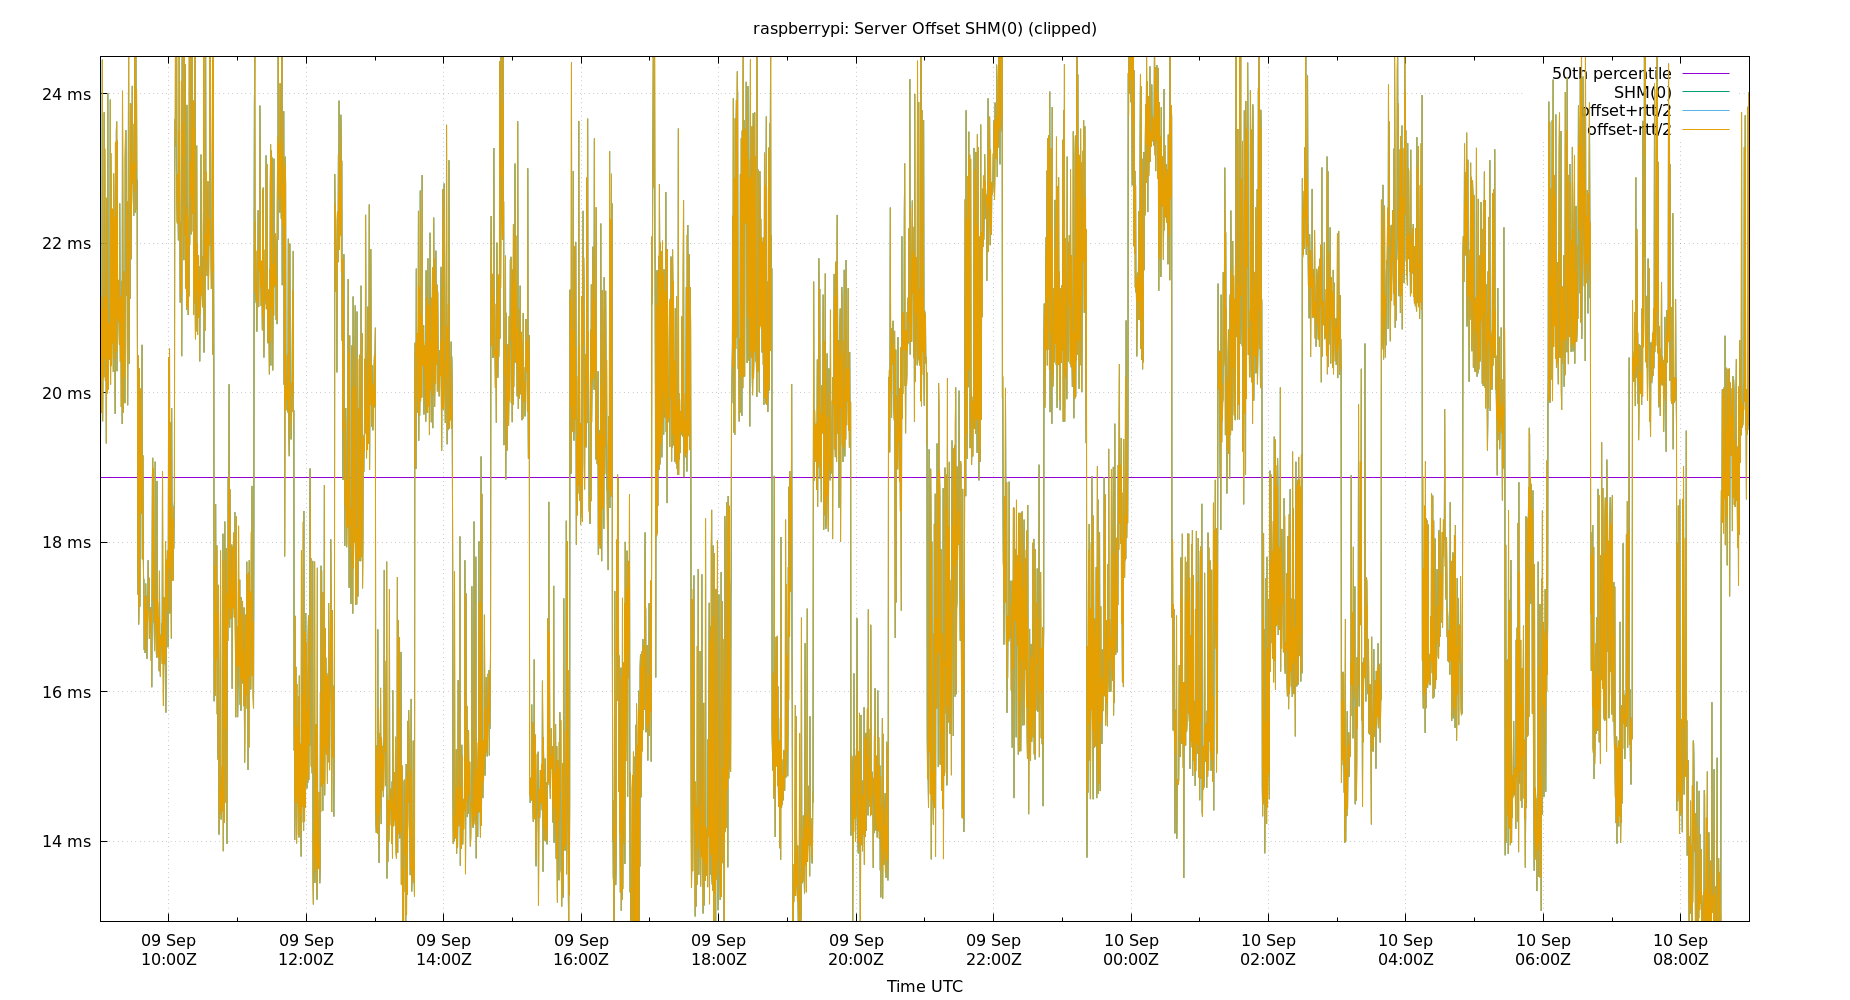 raspberrypi: Server Offset SHM(0) (clipped)
50th percentile
SHM(0)
offset+rtt/2
offset-rtt/2
24 ms
22 ms
20 ms
18 ms
16 ms
14 ms
09 Sep 09 Sep 09 Sep 09 Sep 09 Sep 09 Sep 09 Sep 10 Sep 10 Sep 10 Sep 10 Sep 10 Sep
10:00Z 12:00Z 14:00Z 16:00Z 18:00Z 20:00Z 22:00Z 00:00Z 02:00Z 04:00Z 06:00Z 08:00Z
Time UTC